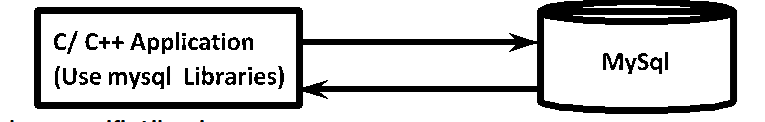 C/ C++ Application
(Use mysql Libraries)
MySql